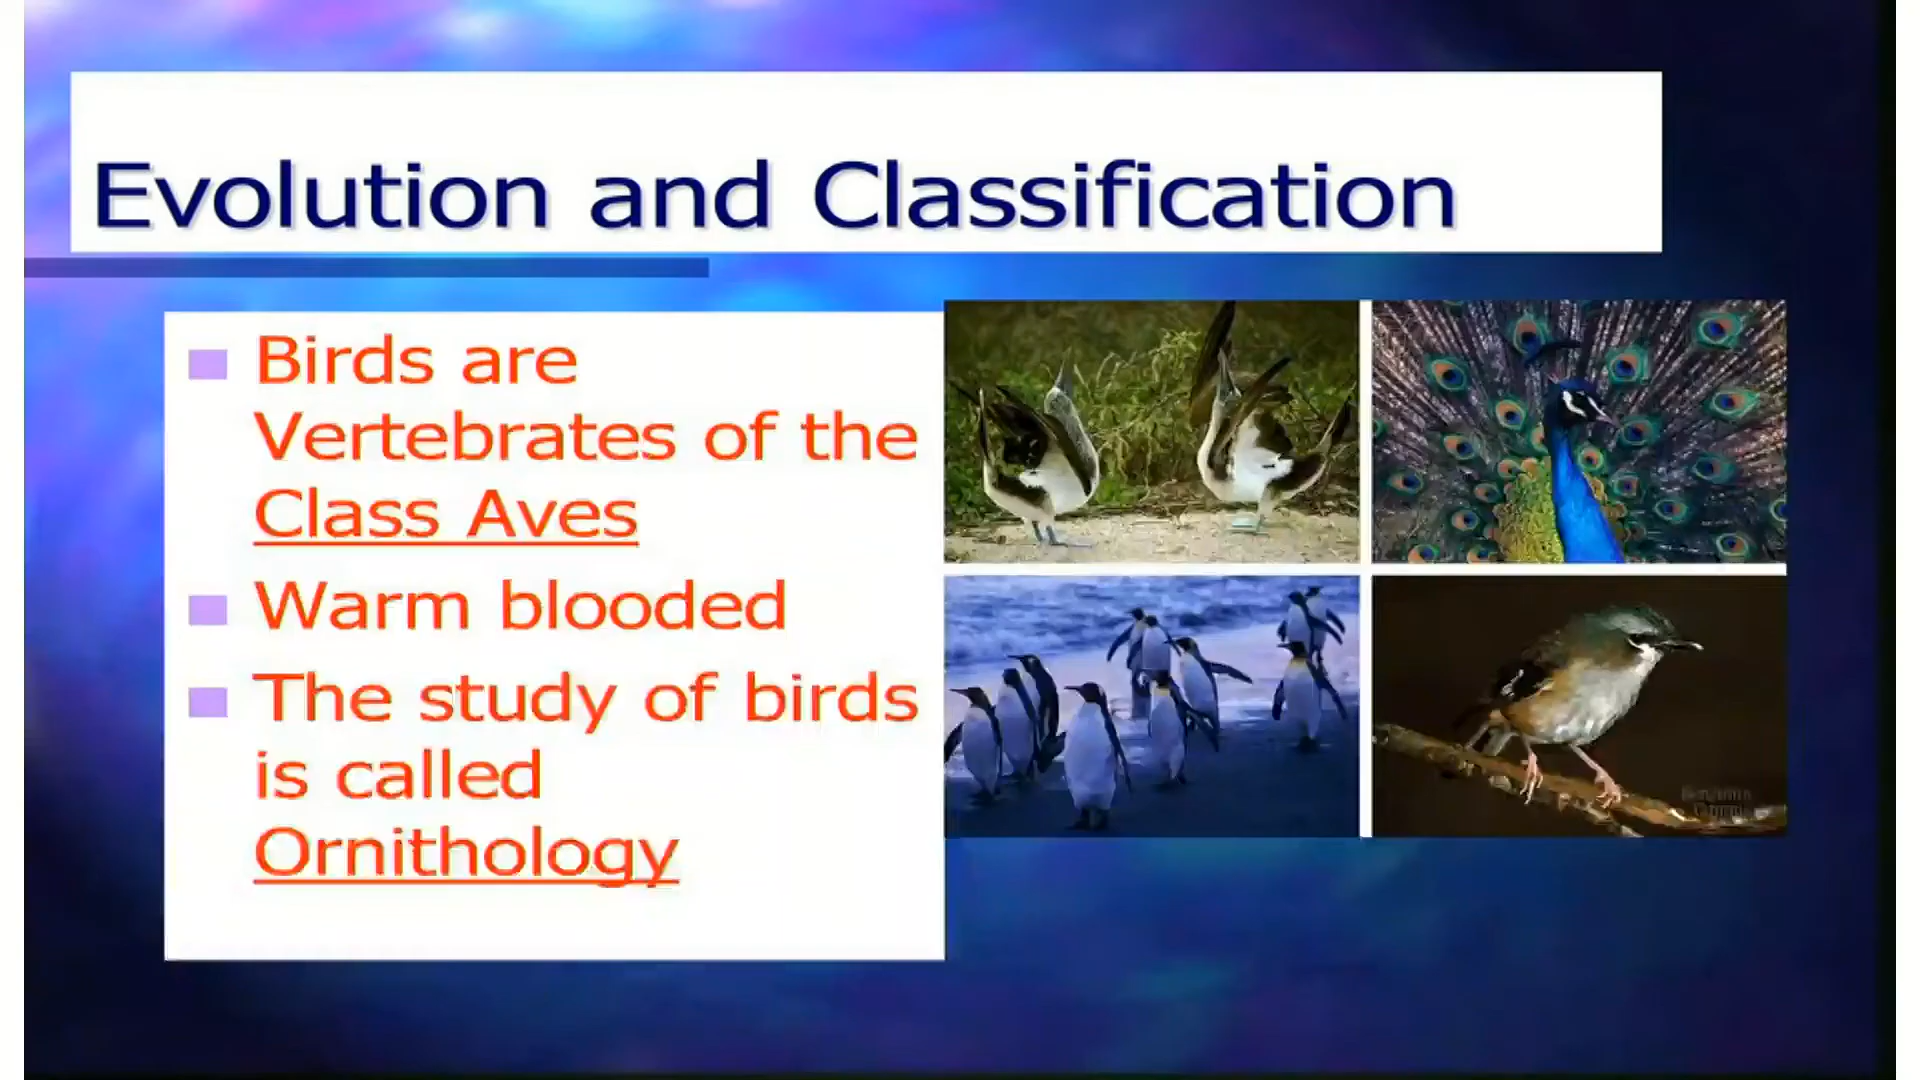 Evolution and Classification
Birds are
Vertebrates of the
Class Aves
Warm blooded
The study of birds
is called
Ornithology